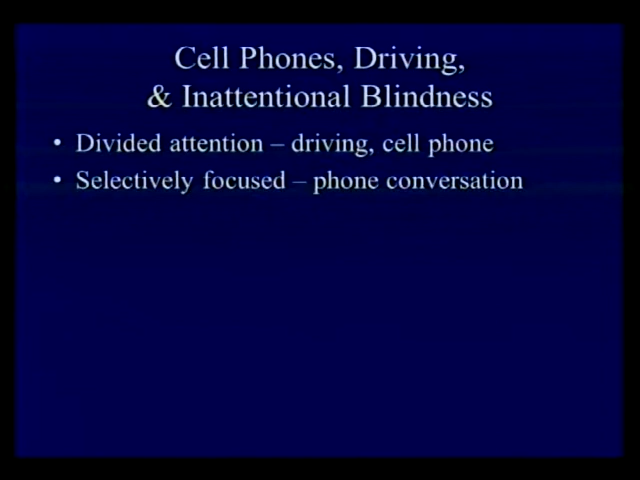 Cell Phones, Driving,
& Inattentional Blindness
• Divided attention – driving, cell phone
• Selectively focused – phone conversation